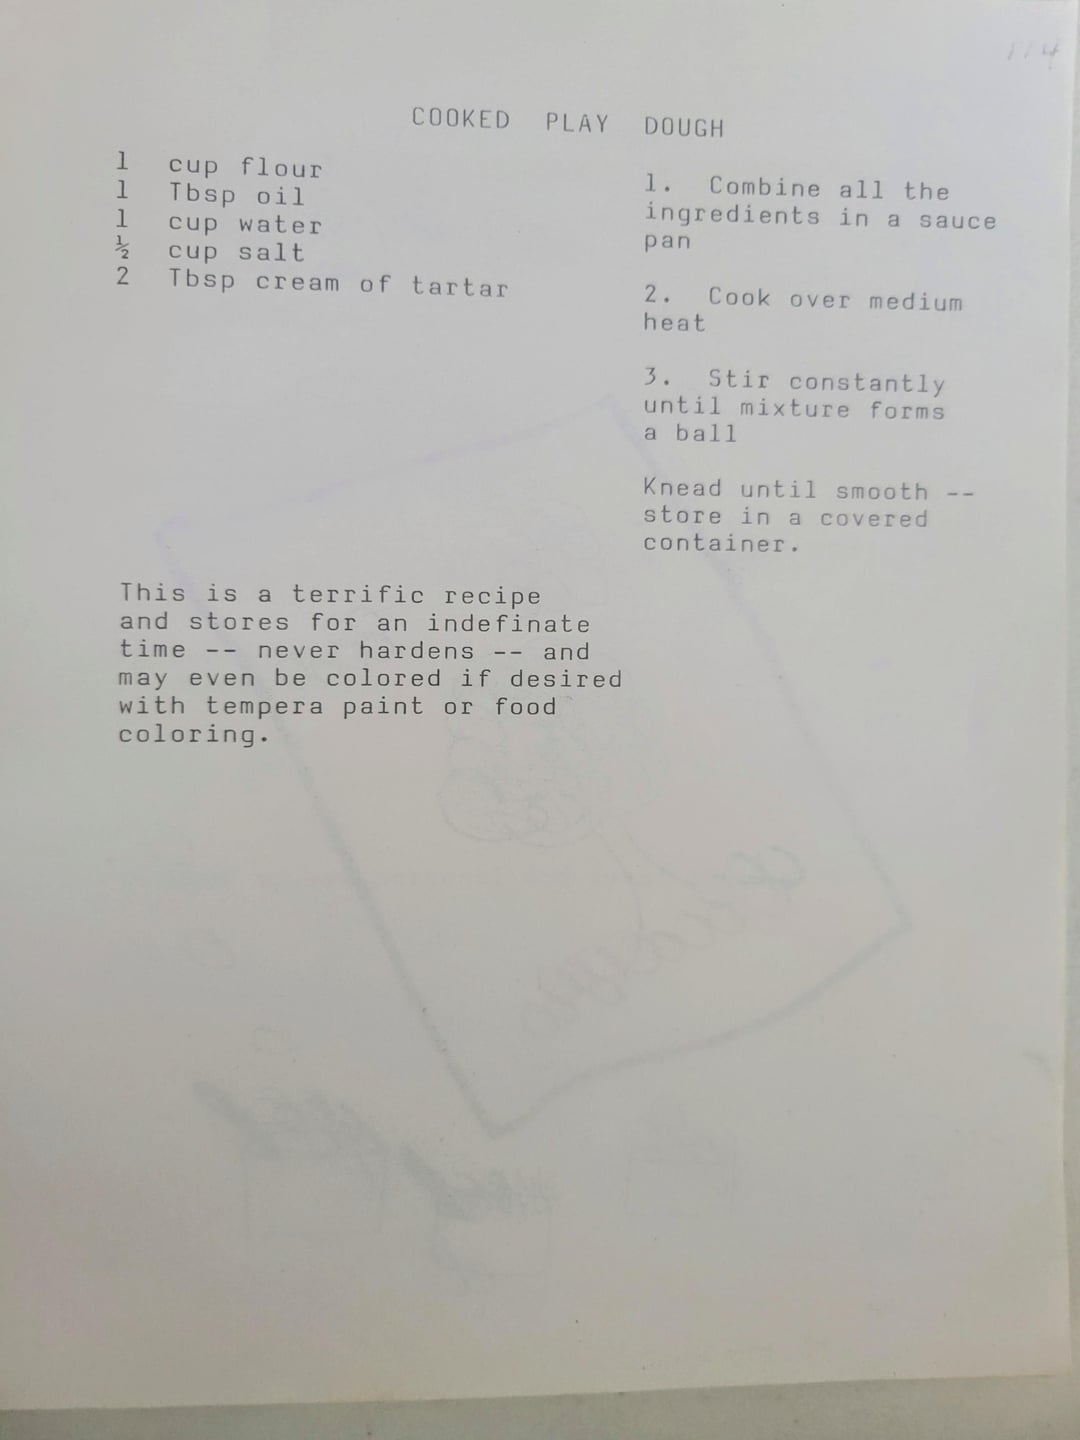 114
COOKED PLAY DOUGH
1 cup flour
1 Tbsp oil
1 cup water
½ cup salt
2 Tbsp cream of tartar
1. Combine all the
ingredients in a sauce
pan
2. Cook over medium
heat
3. Stir constantly
until mixture forms
a ball
Knead until smooth --
store in a covered
container.
This is a terrific recipe
and stores for an indefinate
time -- never hardens -- and
may even be colored if desired
with tempera paint or food
coloring.